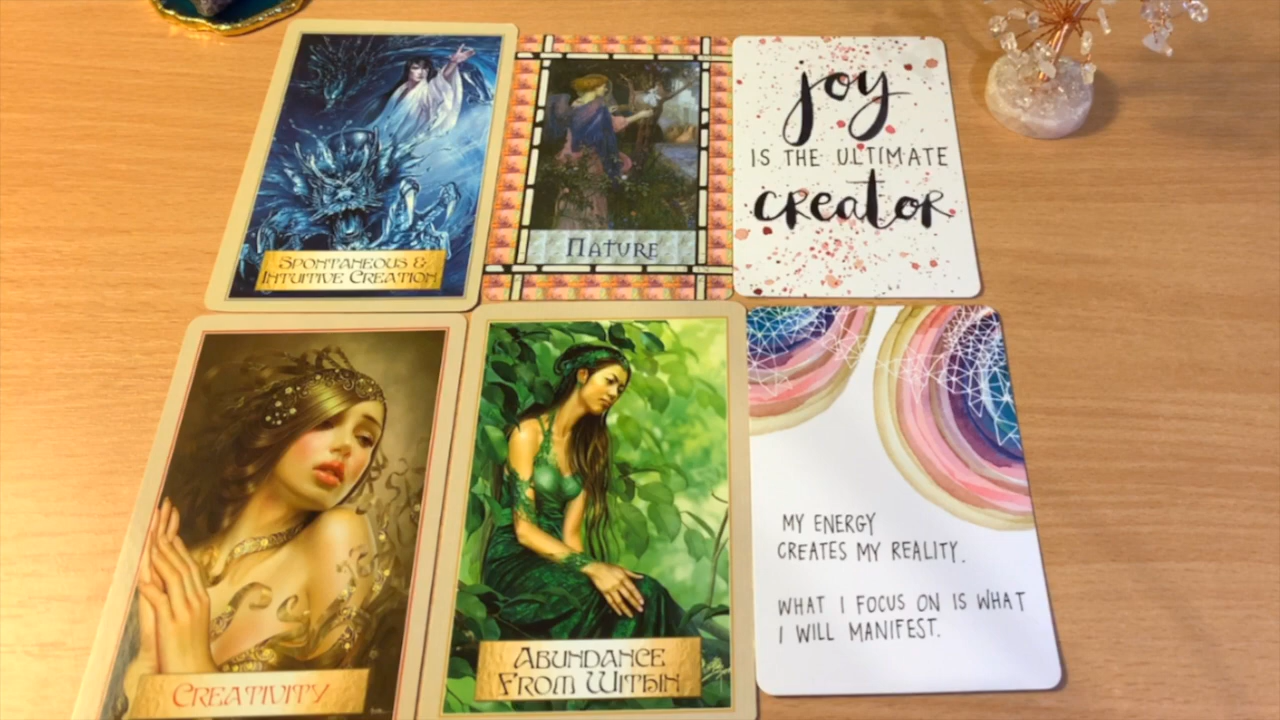 SPONTANEOUS &
INTUITIVE CREATION
NATURE
joy
IS THE ULTIMATE
creator
CREATIVITY
ABUNDANCE
FROM WITHIN
MY ENERGY
CREATES MY REALITY.
WHAT I FOCUS ON IS WHAT
I WILL MANIFEST.